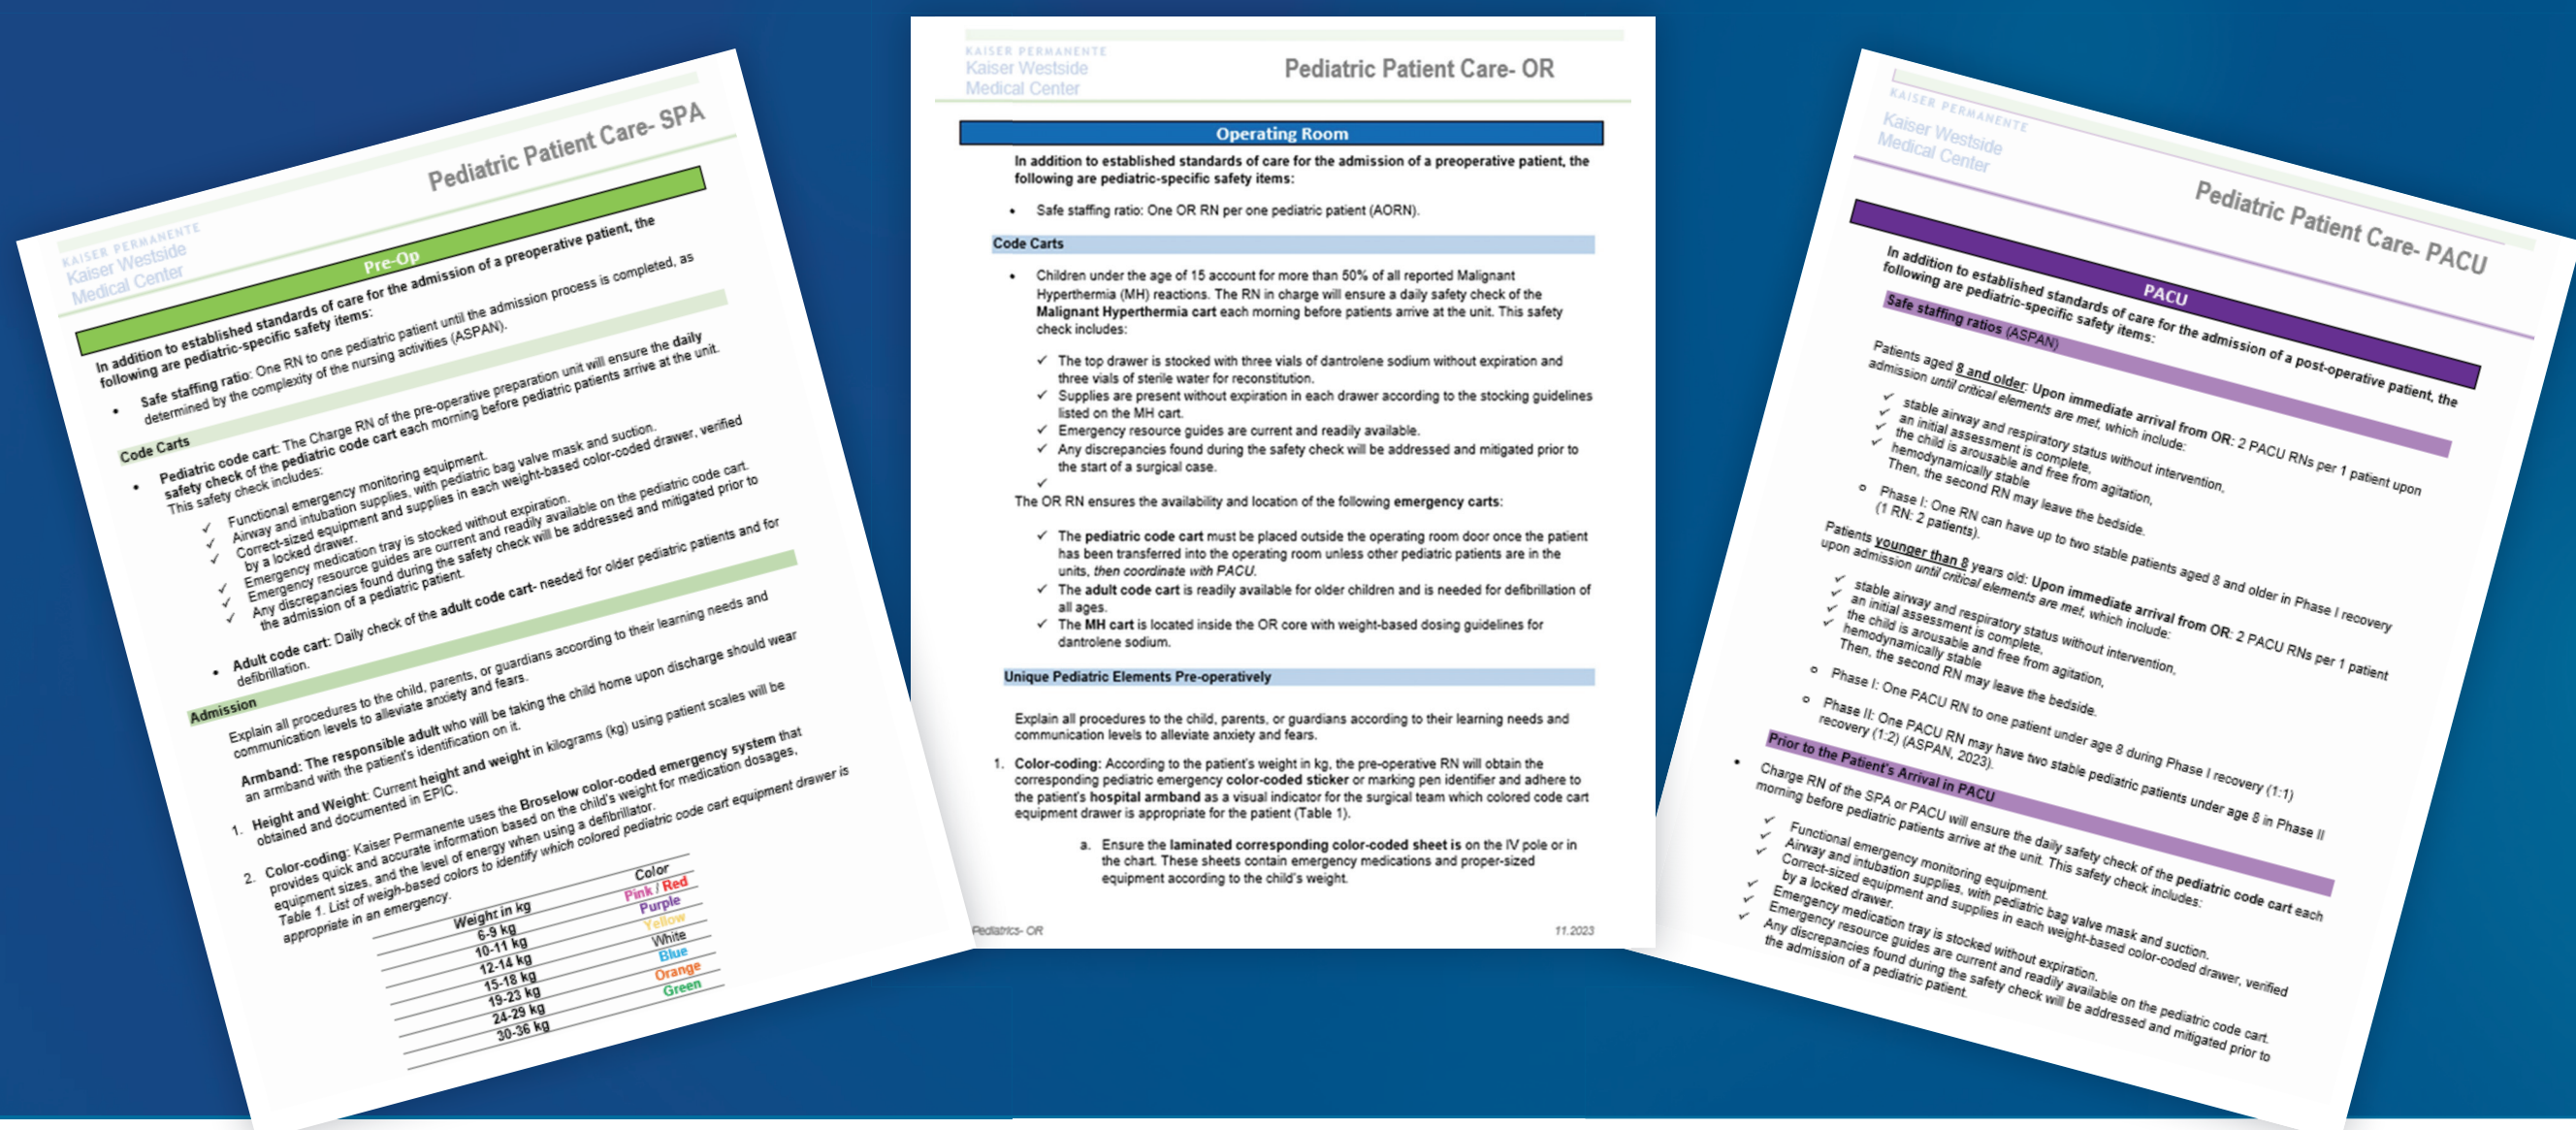 KAISER PERMANENTE
Kaiser Westside
Medical Center
Pediatric Patient Care- SPA
Pre-Op
In addition to established standards of care for the admission of a preoperative patient, the
following are pediatric-specific safety items:
• Safe staffing ratio: One RN to one pediatric patient until the admission process is completed, as
determined by the complexity of the nursing activities (ASPAN).
Code Carts
• Pediatric code cart: The Charge RN of the pre-operative preparation unit will ensure the daily
safety check of the pediatric code cart each morning before pediatric patients arrive at the unit.
This safety check includes:
✓ Functional emergency monitoring equipment.
✓ Airway and intubation supplies, with pediatric bag valve mask and suction.
✓ Correct-sized equipment and supplies in each weight-based color-coded drawer, verified
by a locked drawer.
✓ Emergency medication tray is stocked without expiration.
✓ Emergency resource guides are current and readily available on the pediatric code cart.
✓ Any discrepancies found during the safety check will be addressed and mitigated prior to
the admission of a pediatric patient.
• Adult code cart: Daily check of the adult code cart- needed for older pediatric patients and for
defibrillation.
Admission
Explain all procedures to the child, parents, or guardians according to their learning needs and
communication levels to alleviate anxiety and fears.
Armband: The responsible adult who will be taking the child home upon discharge should wear
an armband with the patient's identification on it.
1. Height and Weight: Current height and weight in kilograms (kg) using patient scales will be
obtained and documented in EPIC.
2. Color-coding: Kaiser Permanente uses the Broselow color-coded emergency system that
provides quick and accurate information based on the child's weight for medication dosages,
equipment sizes, and the level of energy when using a defibrillator.
Table 1. List of weigh-based colors to identify which colored pediatric code cart equipment drawer is
appropriate in an emergency.
Weight in kg Color
6-9 kg Pink / Red
10-11 kg Purple
12-14 kg Yellow
15-18 kg White
19-23 kg Blue
24-29 kg Orange
30-36 kg Green
KAISER PERMANENTE
Kaiser Westside
Medical Center
Pediatric Patient Care- OR
Operating Room
In addition to established standards of care for the admission of a preoperative patient, the
following are pediatric-specific safety items:
• Safe staffing ratio: One OR RN per one pediatric patient (AORN).
Code Carts
• Children under the age of 15 account for more than 50% of all reported Malignant
Hyperthermia (MH) reactions. The RN in charge will ensure a daily safety check of the
Malignant Hyperthermia cart each morning before patients arrive at the unit. This safety
check includes:
✓ The top drawer is stocked with three vials of dantrolene sodium without expiration and
three vials of sterile water for reconstitution.
✓ Supplies are present without expiration in each drawer according to the stocking guidelines
listed on the MH cart.
✓ Emergency resource guides are current and readily available.
✓ Any discrepancies found during the safety check will be addressed and mitigated prior to
the start of a surgical case.
✓
The OR RN ensures the availability and location of the following emergency carts:
✓ The pediatric code cart must be placed outside the operating room door once the patient
has been transferred into the operating room unless other pediatric patients are in the
units, then coordinate with PACU.
✓ The adult code cart is readily available for older children and is needed for defibrillation of
all ages.
✓ The MH cart is located inside the OR core with weight-based dosing guidelines for
dantrolene sodium.
Unique Pediatric Elements Pre-operatively
Explain all procedures to the child, parents, or guardians according to their learning needs and
communication levels to alleviate anxiety and fears.
1. Color-coding: According to the patient's weight in kg, the pre-operative RN will obtain the
corresponding pediatric emergency color-coded sticker or marking pen identifier and adhere to
the patient's hospital armband as a visual indicator for the surgical team which colored code cart
equipment drawer is appropriate for the patient (Table 1).
a. Ensure the laminated corresponding color-coded sheet is on the IV pole or in
the chart. These sheets contain emergency medications and proper-sized
equipment according to the child's weight.
Pediatrics- OR 11.2023
KAISER PERMANENTE
Kaiser Westside
Medical Center
Pediatric Patient Care- PACU
PACU
In addition to established standards of care for the admission of a post-operative patient, the
following are pediatric-specific safety items:
Safe staffing ratios (ASPAN)
Patients aged 8 and older: Upon immediate arrival from OR: 2 PACU RNs per 1 patient upon
admission until critical elements are met, which include:
✓ stable airway and respiratory status without intervention,
✓ an initial assessment is complete,
✓ the child is arousable and free from agitation,
✓ hemodynamically stable
Then, the second RN may leave the bedside.
o Phase I: One RN can have up to two stable patients aged 8 and older in Phase I recovery
(1 RN: 2 patients).
Patients younger than 8 years old: Upon immediate arrival from OR: 2 PACU RNs per 1 patient
upon admission until critical elements are met, which include:
✓ stable airway and respiratory status without intervention,
✓ an initial assessment is complete,
✓ the child is arousable and free from agitation,
✓ hemodynamically stable
Then, the second RN may leave the bedside.
o Phase I: One PACU RN to one patient under age 8 during Phase I recovery (1:1)
o Phase II: One PACU RN may have two stable pediatric patients under age 8 in Phase II
recovery (1:2) (ASPAN, 2023).
Prior to the Patient's Arrival in PACU
• Charge RN of the SPA or PACU will ensure the daily safety check of the pediatric code cart each
morning before pediatric patients arrive at the unit. This safety check includes:
✓ Functional emergency monitoring equipment.
✓ Airway and intubation supplies, with pediatric bag valve mask and suction.
✓ Correct-sized equipment and supplies in each weight-based color-coded drawer, verified
by a locked drawer.
✓ Emergency medication tray is stocked without expiration.
✓ Emergency resource guides are current and readily available on the pediatric code cart.
✓ Any discrepancies found during the safety check will be addressed and mitigated prior to
the admission of a pediatric patient.